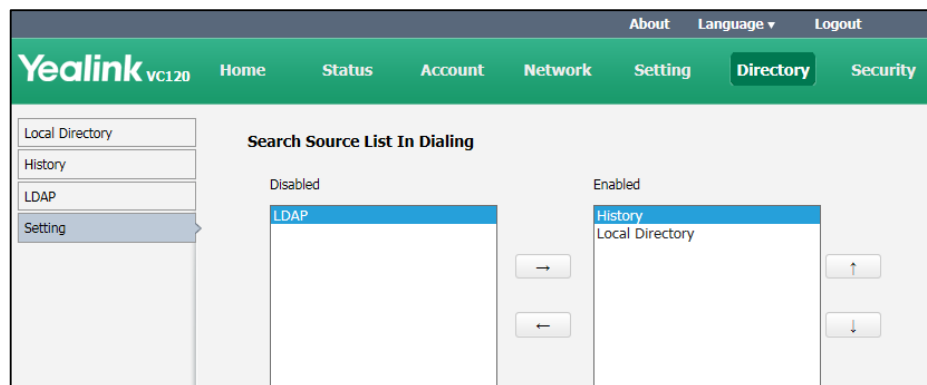 About Language ▾ Logout
Yealink VC120 Home Status Account Network Setting Directory Security
Local Directory
History
LDAP
Setting
Search Source List In Dialing
Disabled Enabled
LDAP
History
Local Directory
→ ↑
← ↓